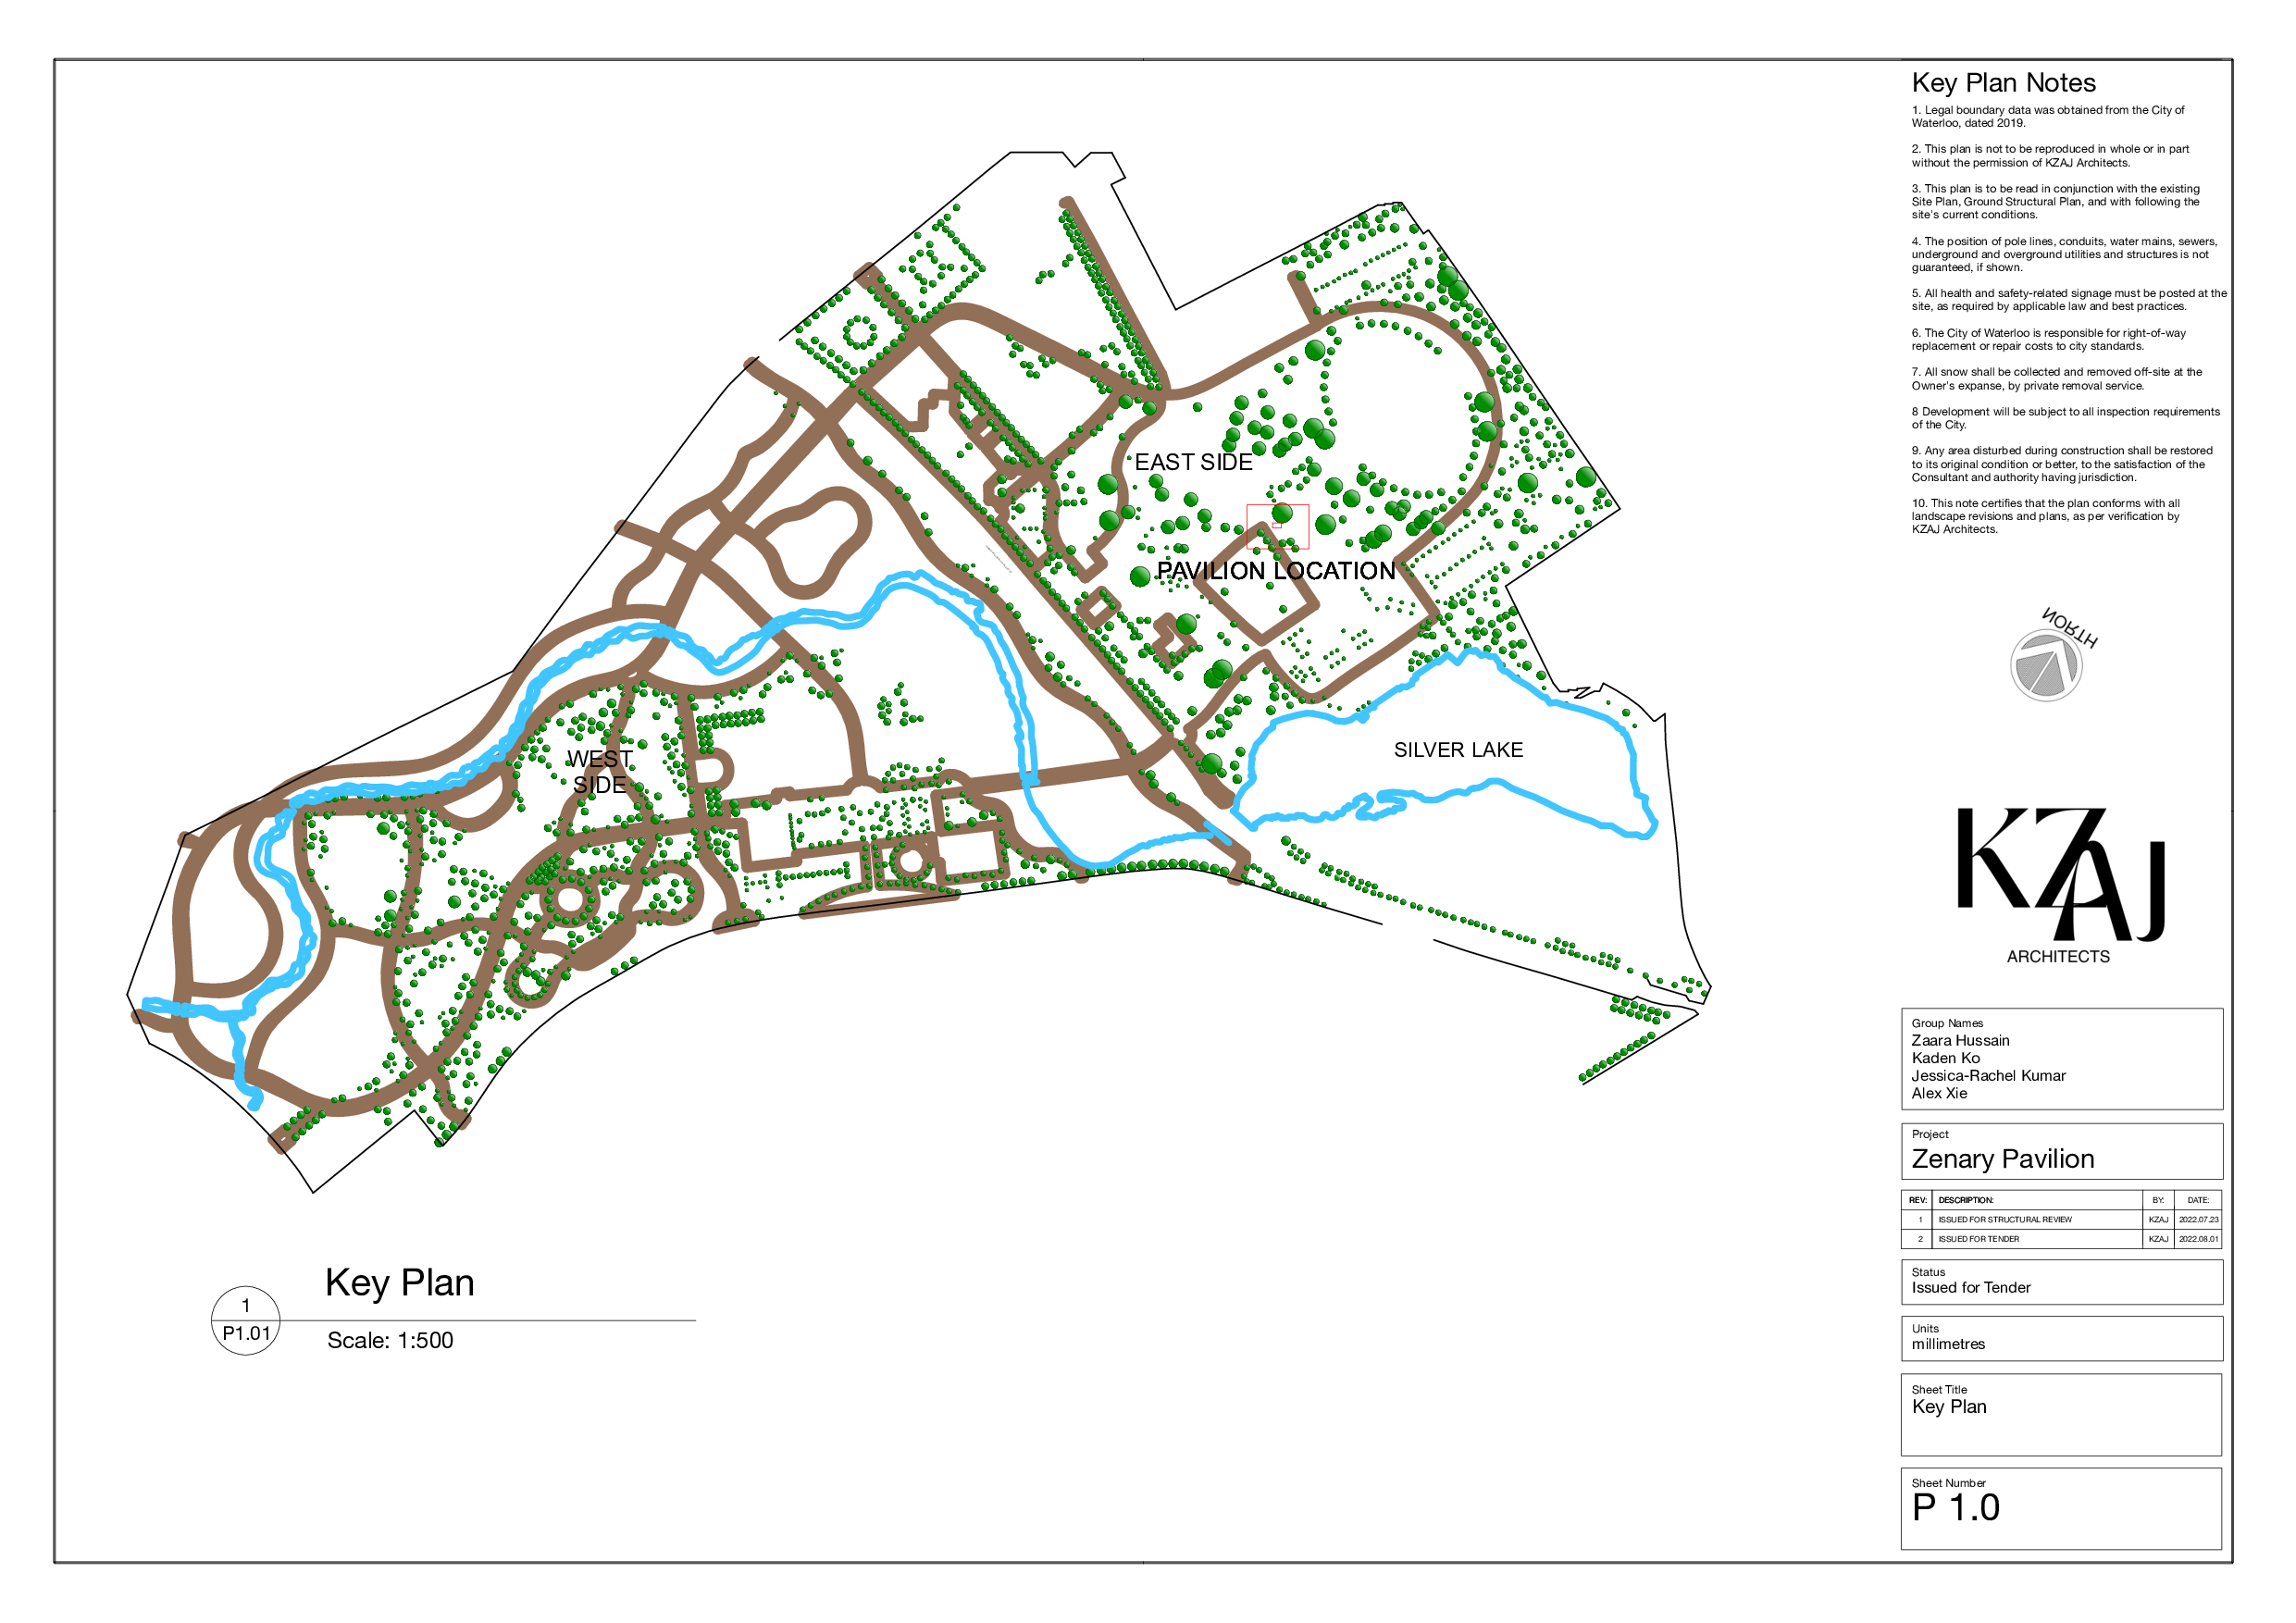 Key Plan Notes
1. Legal boundary data was obtained from the City of
Waterloo, dated 2019.
2. This plan is not to be reproduced in whole or in part
without the permission of KZAJ Architects.
3. This plan is to be read in conjunction with the existing
Site Plan, Ground Structural Plan, and with following the
site's current conditions.
4. The position of pole lines, conduits, water mains, sewers,
underground and overground utilities and structures is not
guaranteed, if shown.
5. All health and safety-related signage must be posted at the
site, as required by applicable law and best practices.
6. The City of Waterloo is responsible for right-of-way
replacement or repair costs to city standards.
7. All snow shall be collected and removed off-site at the
Owner's expanse, by private removal service.
8 Development will be subject to all inspection requirements
of the City.
9. Any area disturbed during construction shall be restored
to its original condition or better, to the satisfaction of the
Consultant and authority having jurisdiction.
10. This note certifies that the plan conforms with all
landscape revisions and plans, as per verification by
KZAJ Architects.
EAST SIDE
PAVILION LOCATION
SILVER LAKE
WEST
SIDE
NORTH
KZAJ
ARCHITECTS
Group Names
Zaara Hussain
Kaden Ko
Jessica-Rachel Kumar
Alex Xie
Project
Zenary Pavilion
REV: DESCRIPTION: BY: DATE:
1 ISSUED FOR STRUCTURAL REVIEW KZAJ 2022.07.23
2 ISSUED FOR TENDER KZAJ 2022.08.01
Status
Issued for Tender
Units
millimetres
Sheet Title
Key Plan
Sheet Number
P 1.0
1
P1.01
Key Plan
Scale: 1:500